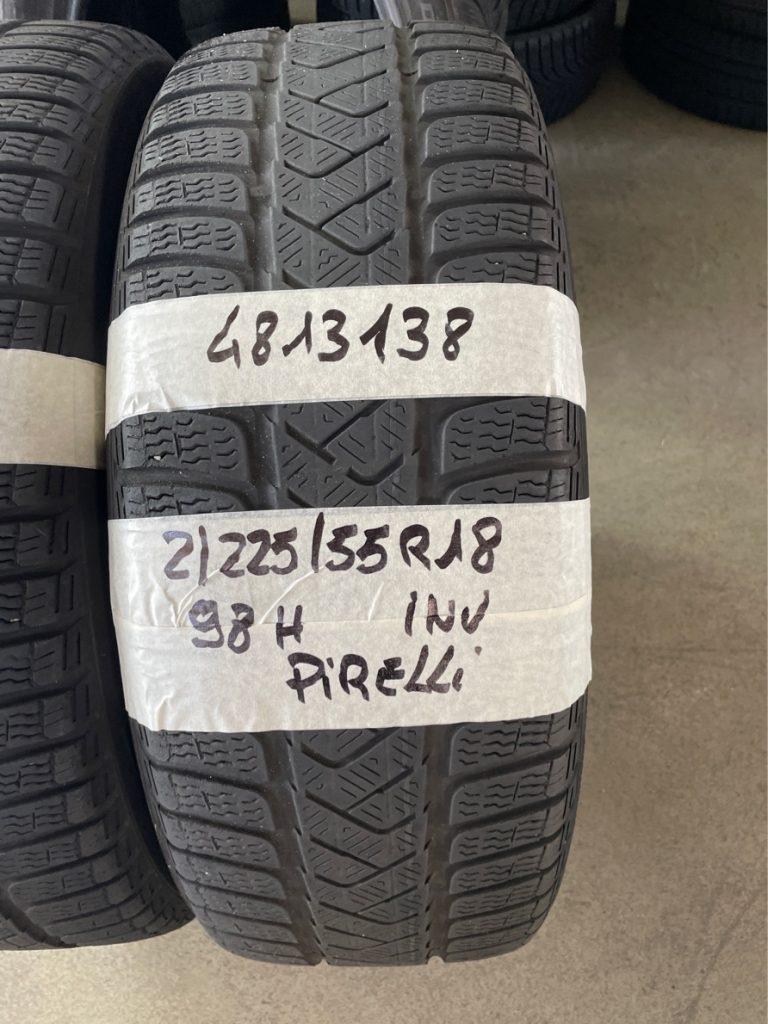 4813138
2/225/55R18
98H INV
PiRELLi